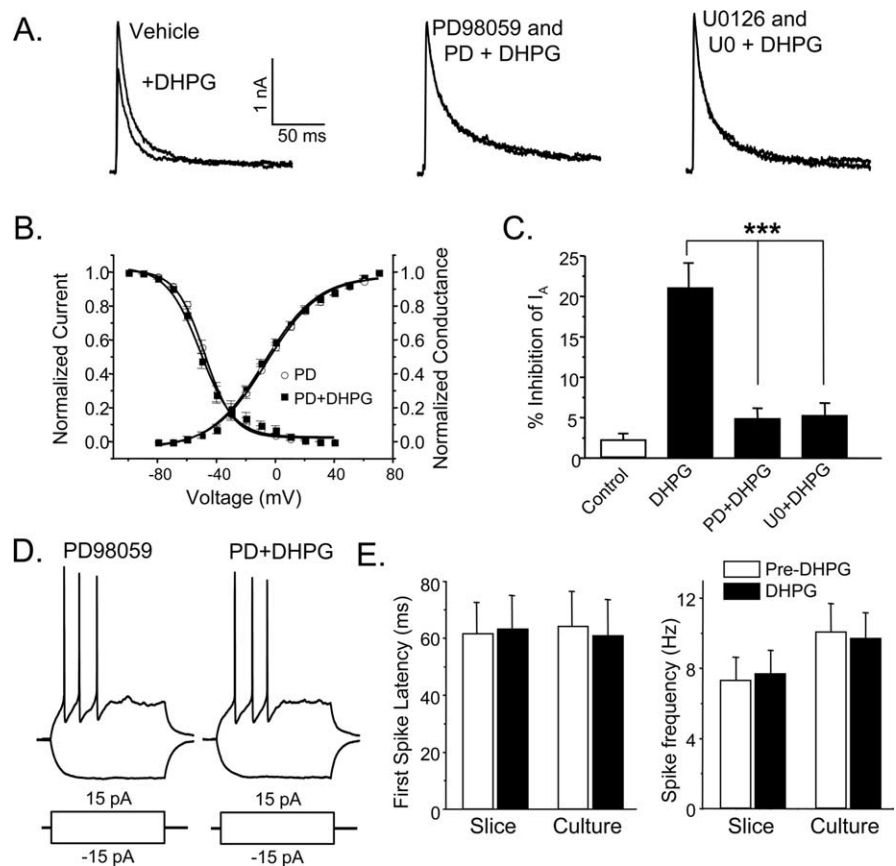 A.
Vehicle
+DHPG
1 nA
50 ms
PD98059 and
PD + DHPG
U0126 and
U0 + DHPG
B.
Normalized Current
1.0
0.8
0.6
0.4
0.2
0.0
PD
PD+DHPG
1.0
0.8
0.6
0.4
0.2
0.0
Normalized Conductance
-80 -40 0 40 80
Voltage (mV)
C.
***
% Inhibition of IA
25
20
15
10
5
0
Control
DHPG
PD+DHPG
U0+DHPG
D.
PD98059
PD+DHPG
15 pA
-15 pA
15 pA
-15 pA
E.
First Spike Latency (ms)
80
60
40
20
0
Slice Culture
Pre-DHPG
DHPG
Spike frequency (Hz)
12
8
4
0
Slice Culture